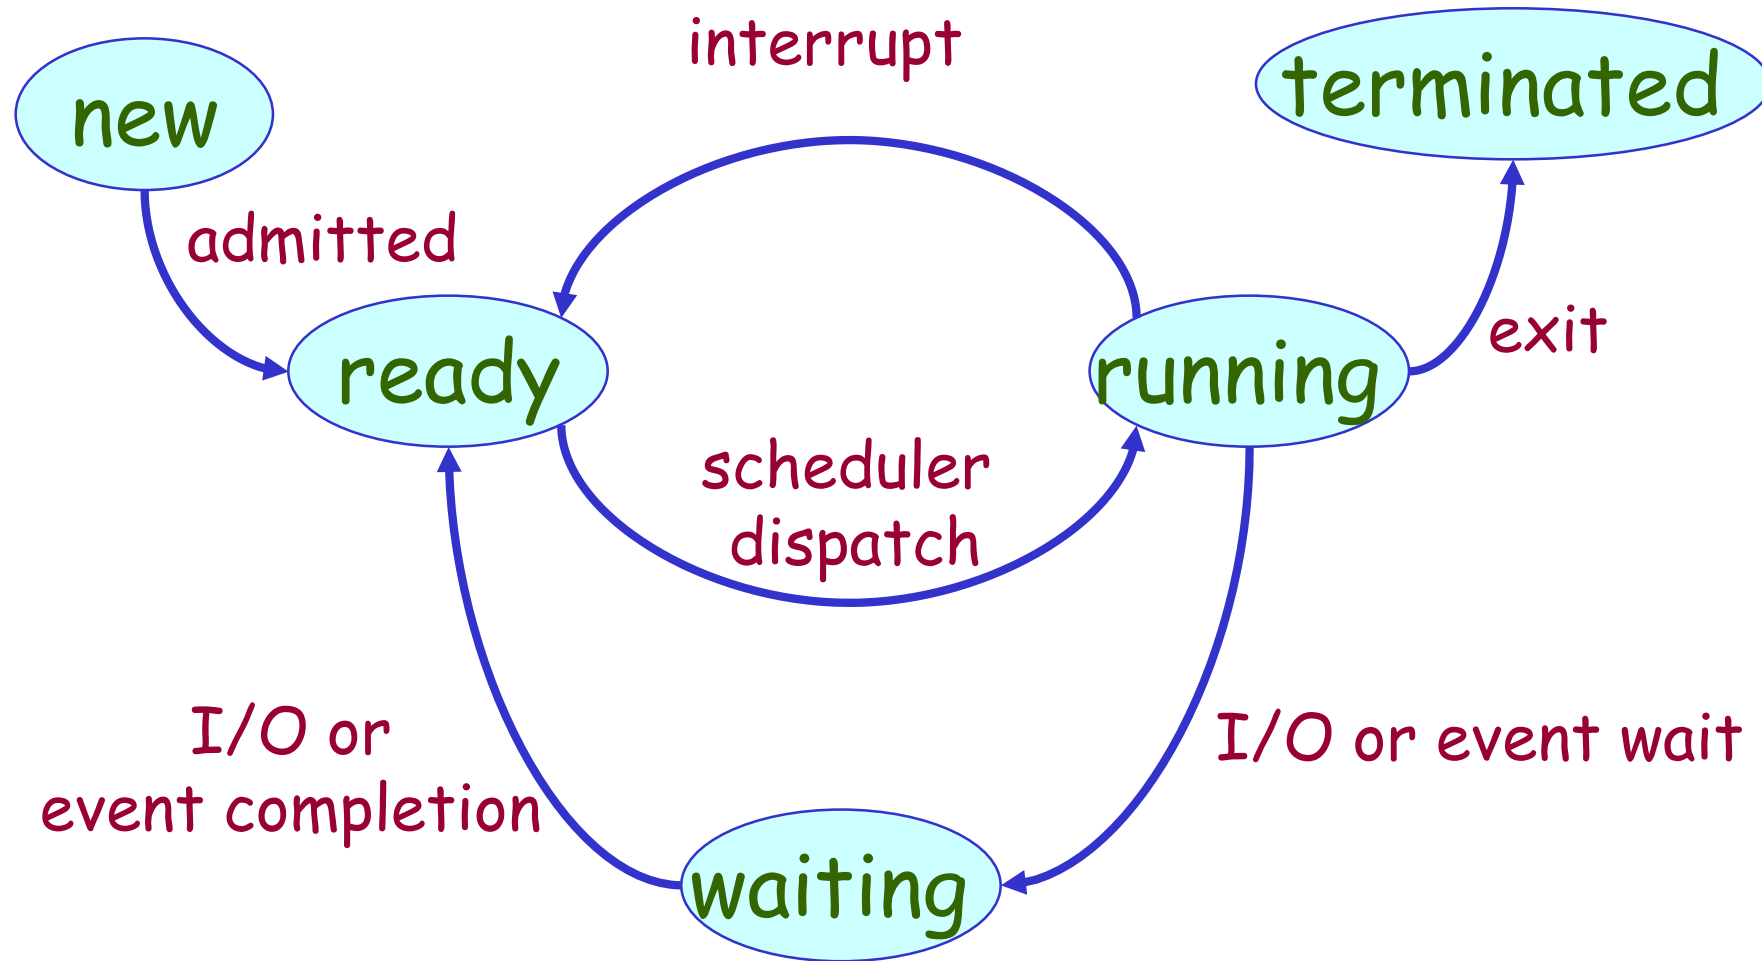 interrupt
terminated
new
admitted
exit
ready
running
scheduler
dispatch
I/O or
event completion
I/O or event wait
waiting